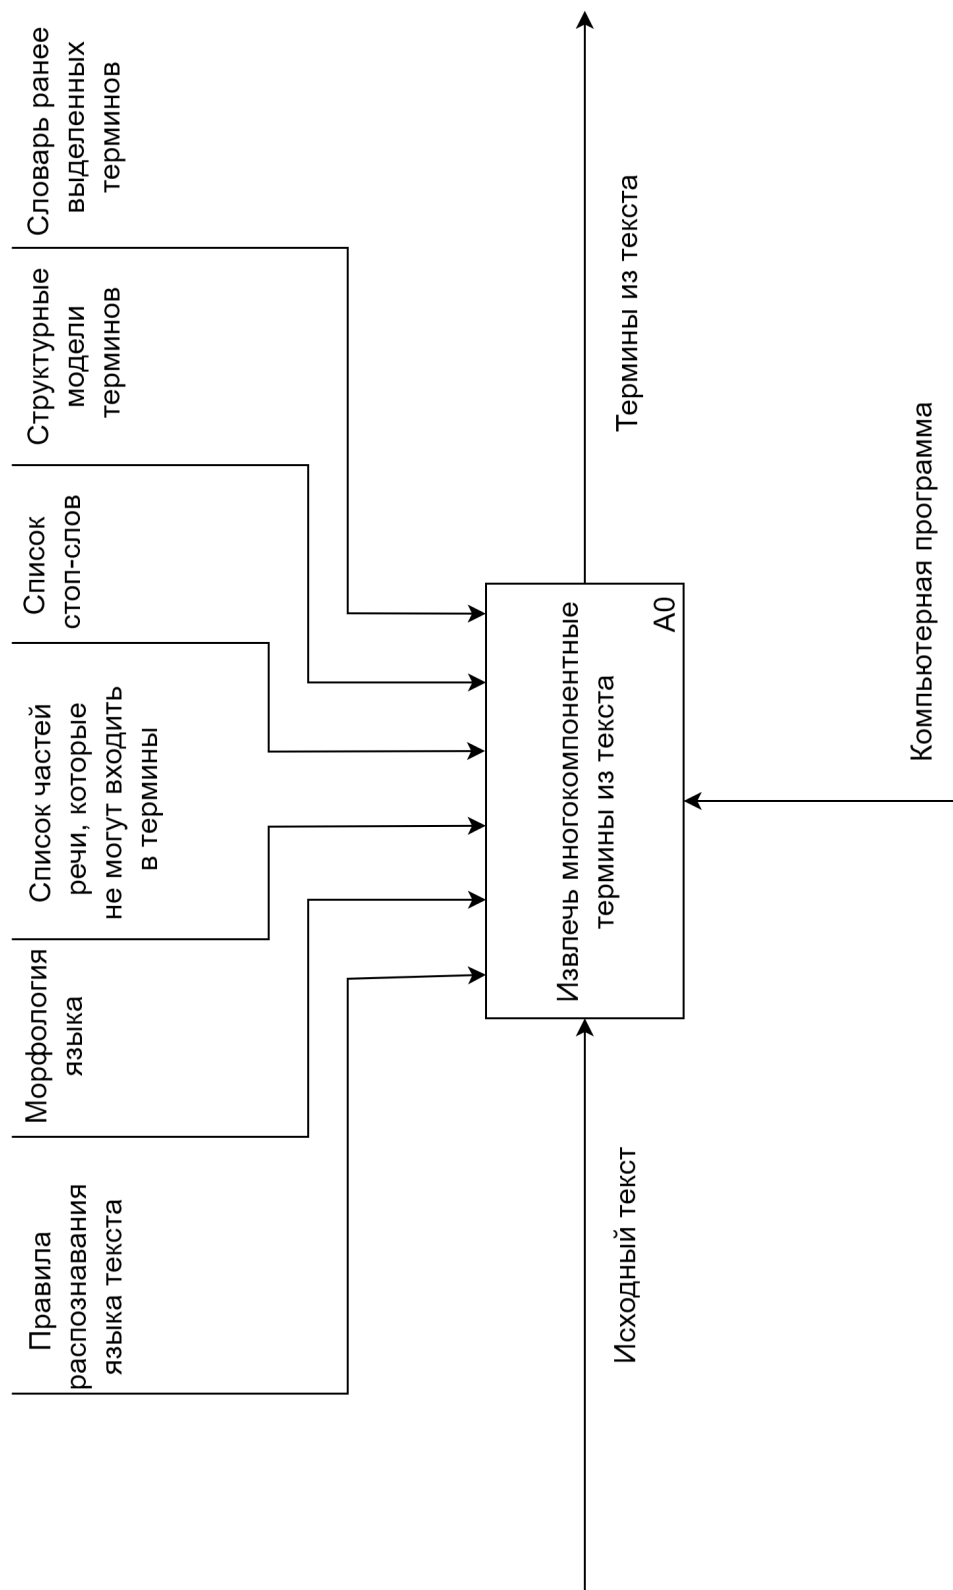 Правила
распознавания
языка текста
Морфология
языка
Список частей
речи, которые
не могут входить
в термины
Список
стоп-слов
Структурные
модели
терминов
Словарь ранее
выделенных
терминов
Исходный текст
Извлечь многокомпонентные
термины из текста
A0
Термины из текста
Компьютерная программа